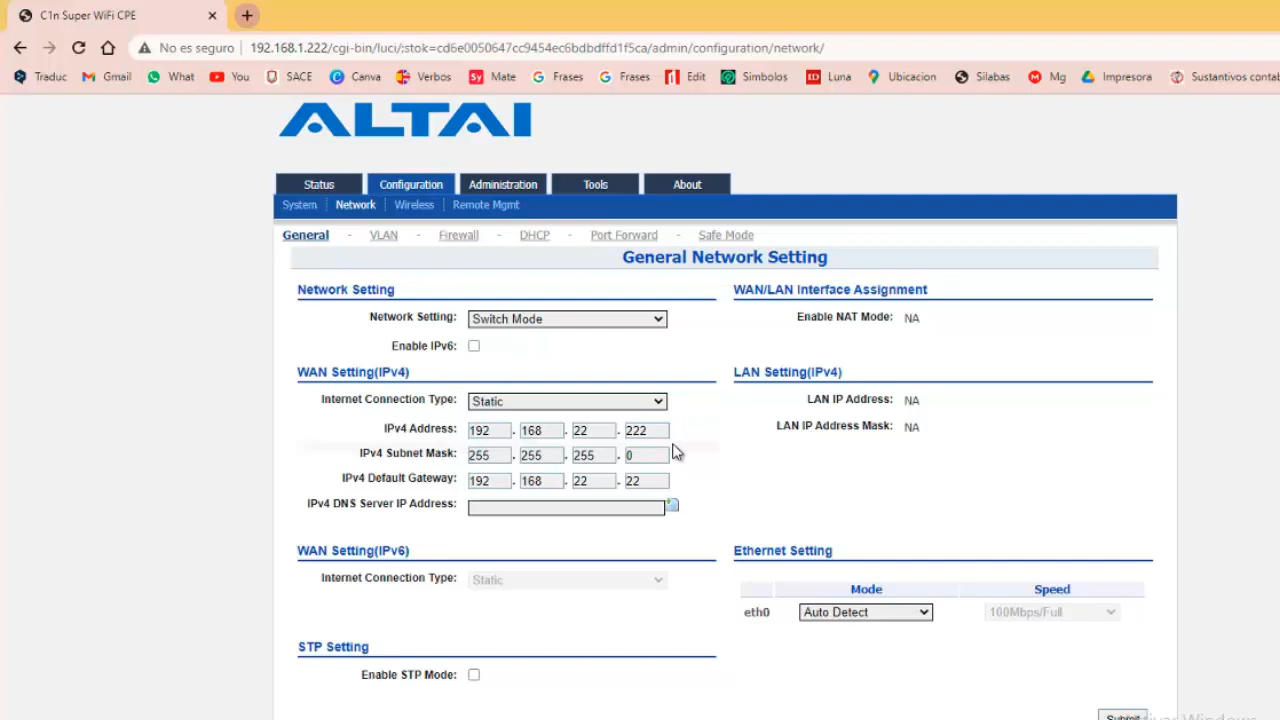 C1n Super WiFi CPE
No es seguro 192.168.1.222/cgi-bin/luci/;stok=cd6e0050647cc9454ec6bdbdffd1f5ca/admin/configuration/network/
Traduc Gmail What You SACE Canva Verbos Mate Frases Frases Edit Simbolos Luna Ubicacion Silabas Mg Impresora Sustantivos contab
ALTAI
Status Configuration Administration Tools About
System Network Wireless Remote Mgmt
General - VLAN - Firewall - DHCP - Port Forward - Safe Mode
General Network Setting
Network Setting
Network Setting: Switch Mode
Enable IPv6:
WAN/LAN Interface Assignment
Enable NAT Mode: NA
WAN Setting(IPv4)
Internet Connection Type: Static
IPv4 Address: 192 . 168 . 22 . 222
IPv4 Subnet Mask: 255 . 255 . 255 . 0
IPv4 Default Gateway: 192 . 168 . 22 . 22
IPv4 DNS Server IP Address:
LAN Setting(IPv4)
LAN IP Address: NA
LAN IP Address Mask: NA
WAN Setting(IPv6)
Internet Connection Type: Static
Ethernet Setting
Mode Speed
eth0 Auto Detect 100Mbps/Full
STP Setting
Enable STP Mode:
Submit